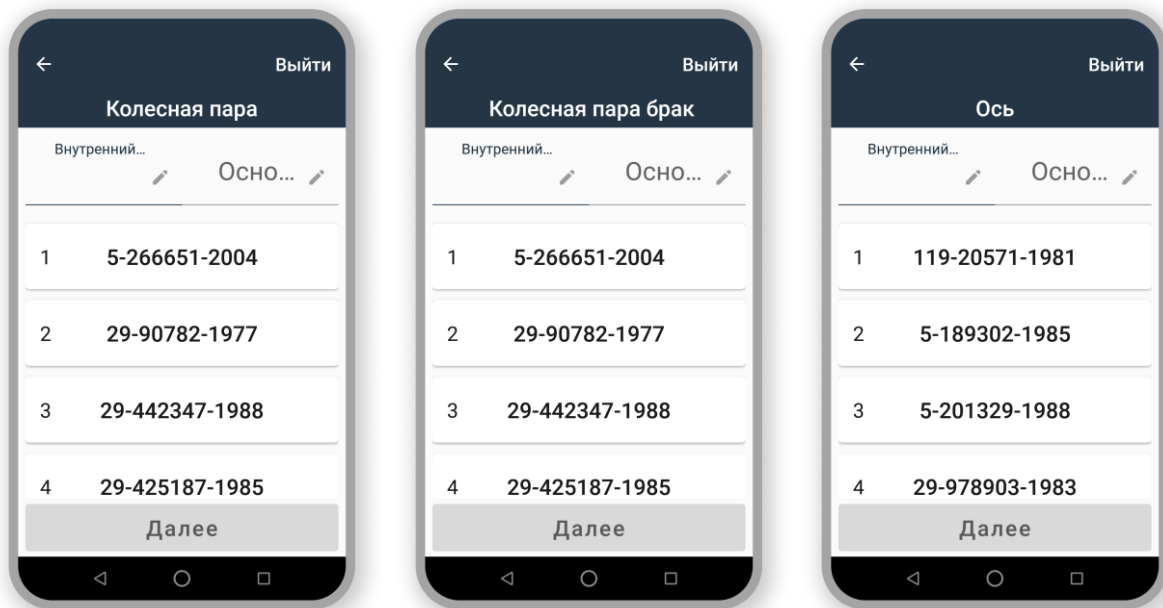 Выйти
Колесная пара
Внутренний...
Осно...
1 5-266651-2004
2 29-90782-1977
3 29-442347-1988
4 29-425187-1985
Далее
Выйти
Колесная пара брак
Внутренний...
Осно...
1 5-266651-2004
2 29-90782-1977
3 29-442347-1988
4 29-425187-1985
Далее
Выйти
Ось
Внутренний...
Осно...
1 119-20571-1981
2 5-189302-1985
3 5-201329-1988
4 29-978903-1983
Далее